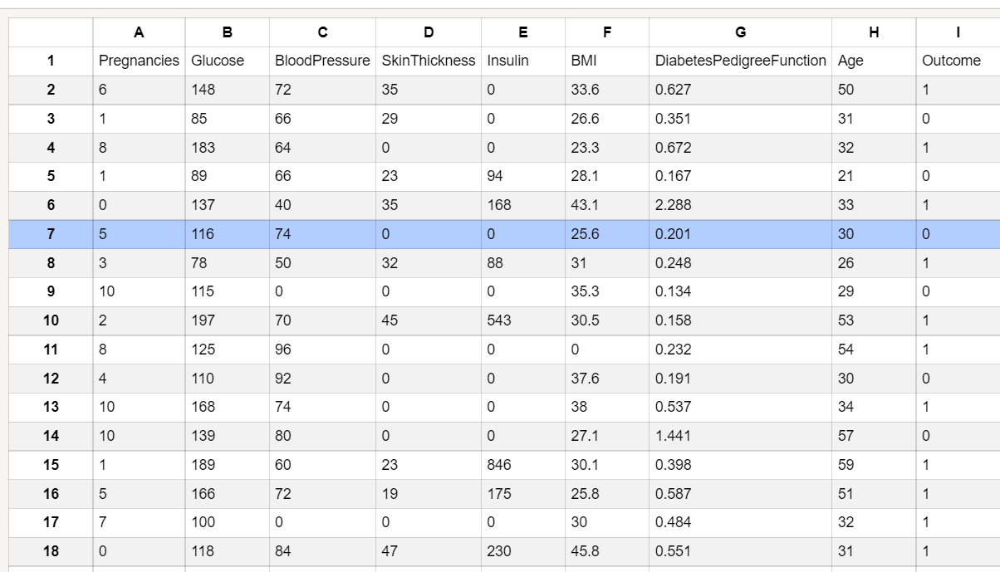 A B C D E F G H I
1 Pregnancies Glucose BloodPressure SkinThickness Insulin BMI DiabetesPedigreeFunction Age Outcome
2 6 148 72 35 0 33.6 0.627 50 1
3 1 85 66 29 0 26.6 0.351 31 0
4 8 183 64 0 0 23.3 0.672 32 1
5 1 89 66 23 94 28.1 0.167 21 0
6 0 137 40 35 168 43.1 2.288 33 1
7 5 116 74 0 0 25.6 0.201 30 0
8 3 78 50 32 88 31 0.248 26 1
9 10 115 0 0 0 35.3 0.134 29 0
10 2 197 70 45 543 30.5 0.158 53 1
11 8 125 96 0 0 0 0.232 54 1
12 4 110 92 0 0 37.6 0.191 30 0
13 10 168 74 0 0 38 0.537 34 1
14 10 139 80 0 0 27.1 1.441 57 0
15 1 189 60 23 846 30.1 0.398 59 1
16 5 166 72 19 175 25.8 0.587 51 1
17 7 100 0 0 0 30 0.484 32 1
18 0 118 84 47 230 45.8 0.551 31 1